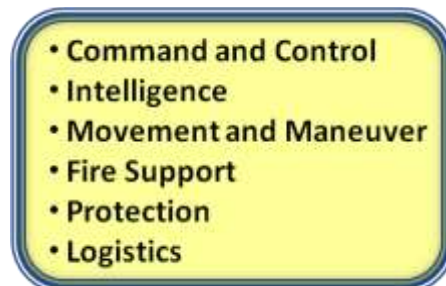 • Command and Control
• Intelligence
• Movement and Maneuver
• Fire Support
• Protection
• Logistics